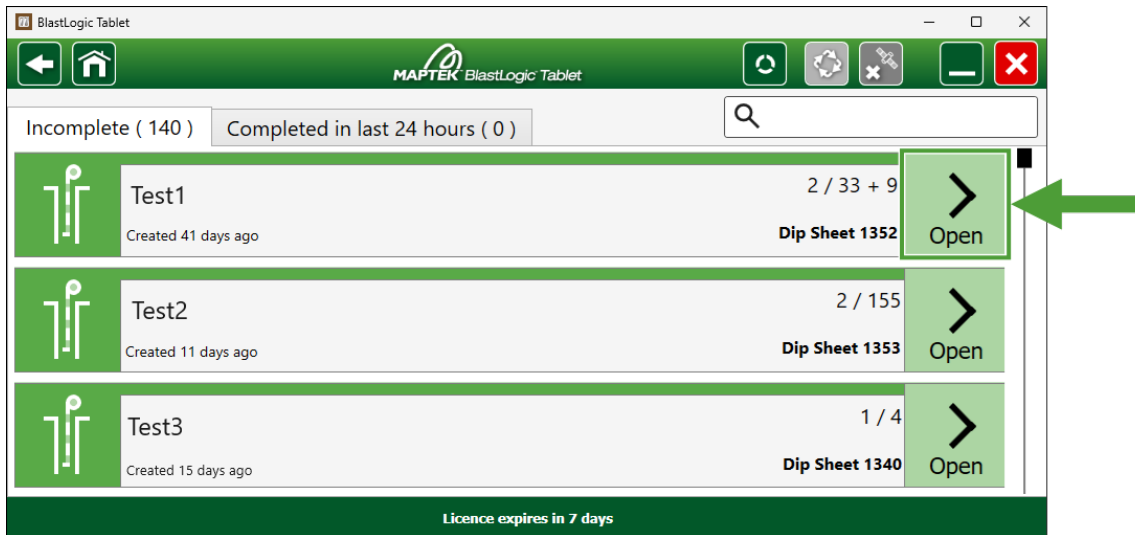 BlastLogic Tablet
MAPTEK BlastLogic Tablet
Incomplete ( 140 )
Completed in last 24 hours ( 0 )
Test1
2 / 33 + 9
Created 41 days ago
Dip Sheet 1352
Open
Test2
2 / 155
Created 11 days ago
Dip Sheet 1353
Open
Test3
1 / 4
Created 15 days ago
Dip Sheet 1340
Open
Licence expires in 7 days